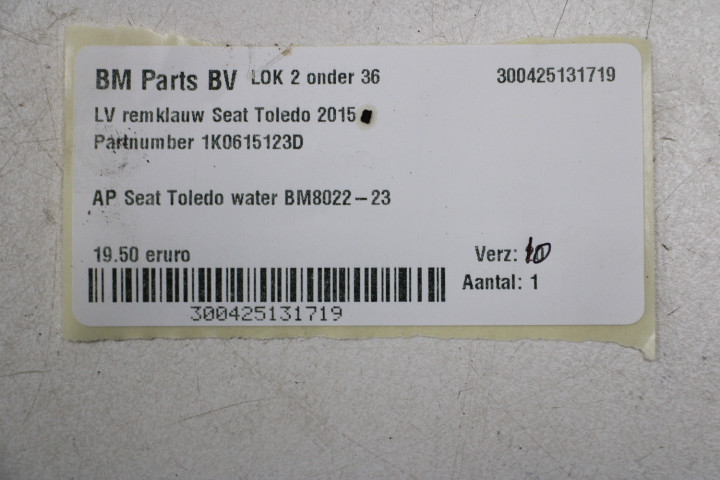 BM Parts BV LOK 2 onder 36 300425131719
LV remklauw Seat Toledo 2015
Partnumber 1K0615123D
AP Seat Toledo water BM8022-23
19.50 eruro Verz: 10
Aantal: 1
300425131719